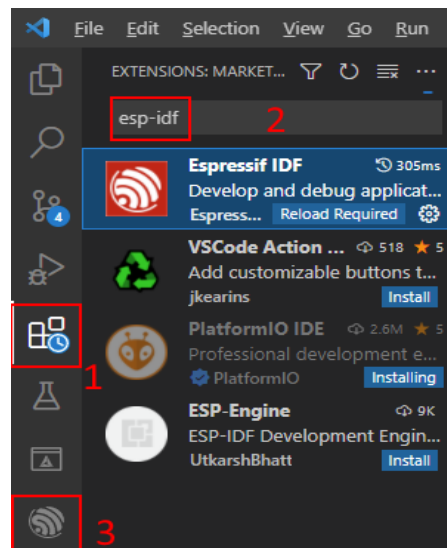 File Edit Selection View Go Run
EXTENSIONS: MARKET...
esp-idf
2
Espressif IDF 305ms
Develop and debug applicat...
Espress... Reload Required
4
VSCode Action ... 518 5
Add customizable buttons t...
jkearins Install
PlatformIO IDE 2.6M 5
Professional development e...
PlatformIO Installing
1
ESP-Engine 9K
ESP-IDF Development Engin...
UtkarshBhatt Install
3